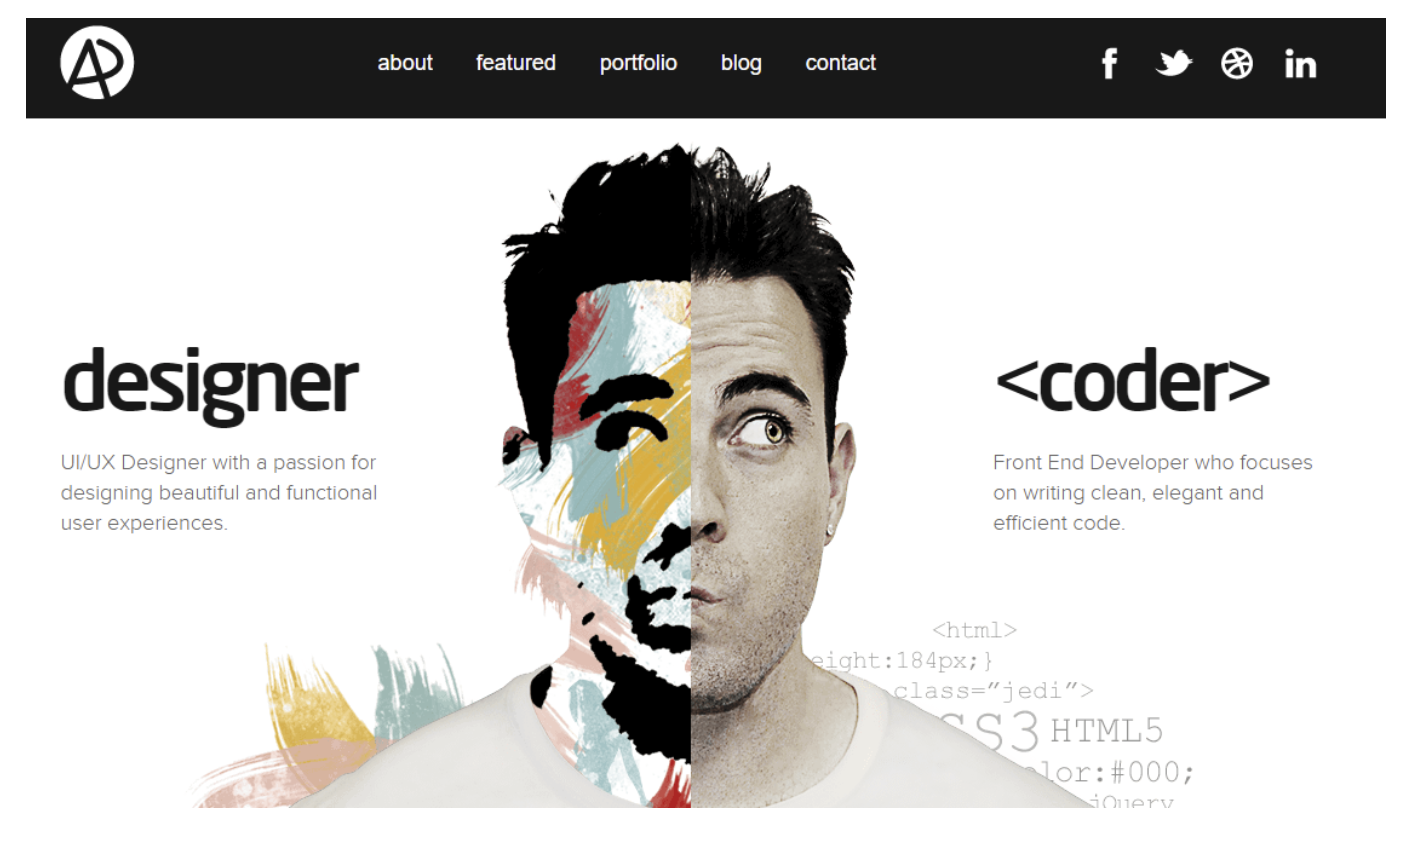 about featured portfolio blog contact
designer
UI/UX Designer with a passion for
designing beautiful and functional
user experiences.
<coder>
Front End Developer who focuses
on writing clean, elegant and
efficient code.
<html>
eight:184px;}
class=”jedi”>
SS3 HTML5
olor:#000;
jQuery